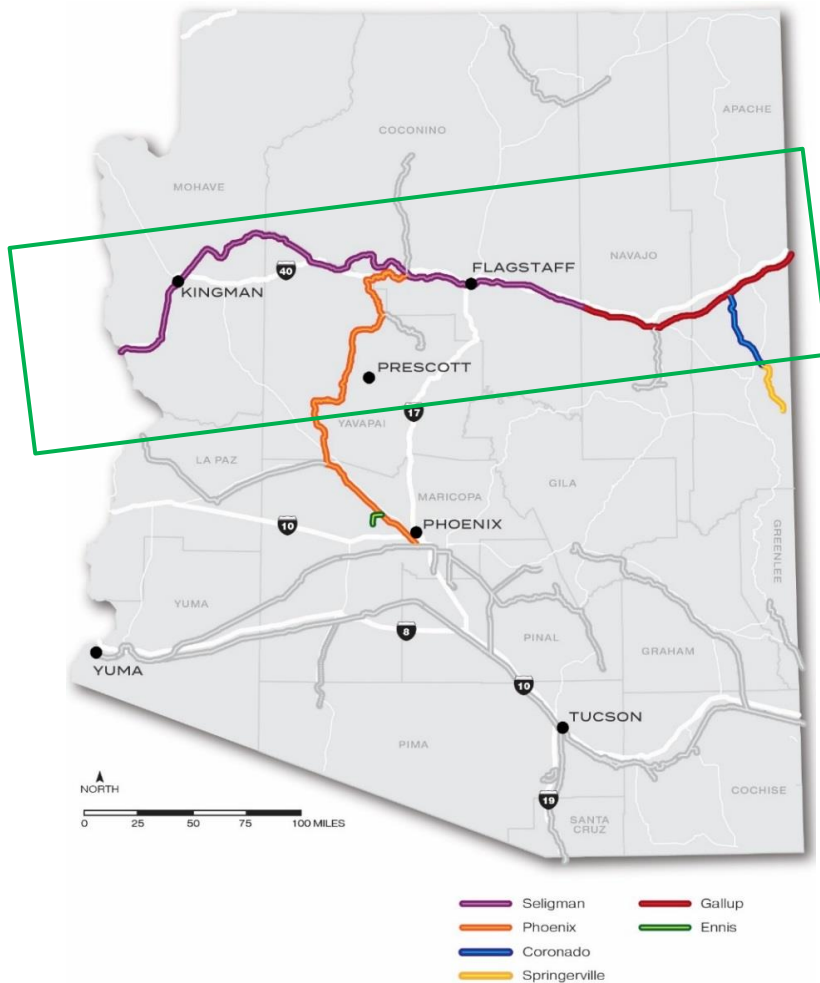 COCONINO
APACHE
MOHAVE
NAVAJO
FLAGSTAFF
40
KINGMAN
PRESCOTT
17
YAVAPAI
LA PAZ
MARICOPA
GILA
10
PHOENIX
GREENLEE
YUMA
8
PINAL
GRAHAM
YUMA
10
TUCSON
PIMA
NORTH
COCHISE
19
0 25 50 75 100 MILES
SANTA
CRUZ
Seligman
Gallup
Phoenix
Ennis
Coronado
Springerville